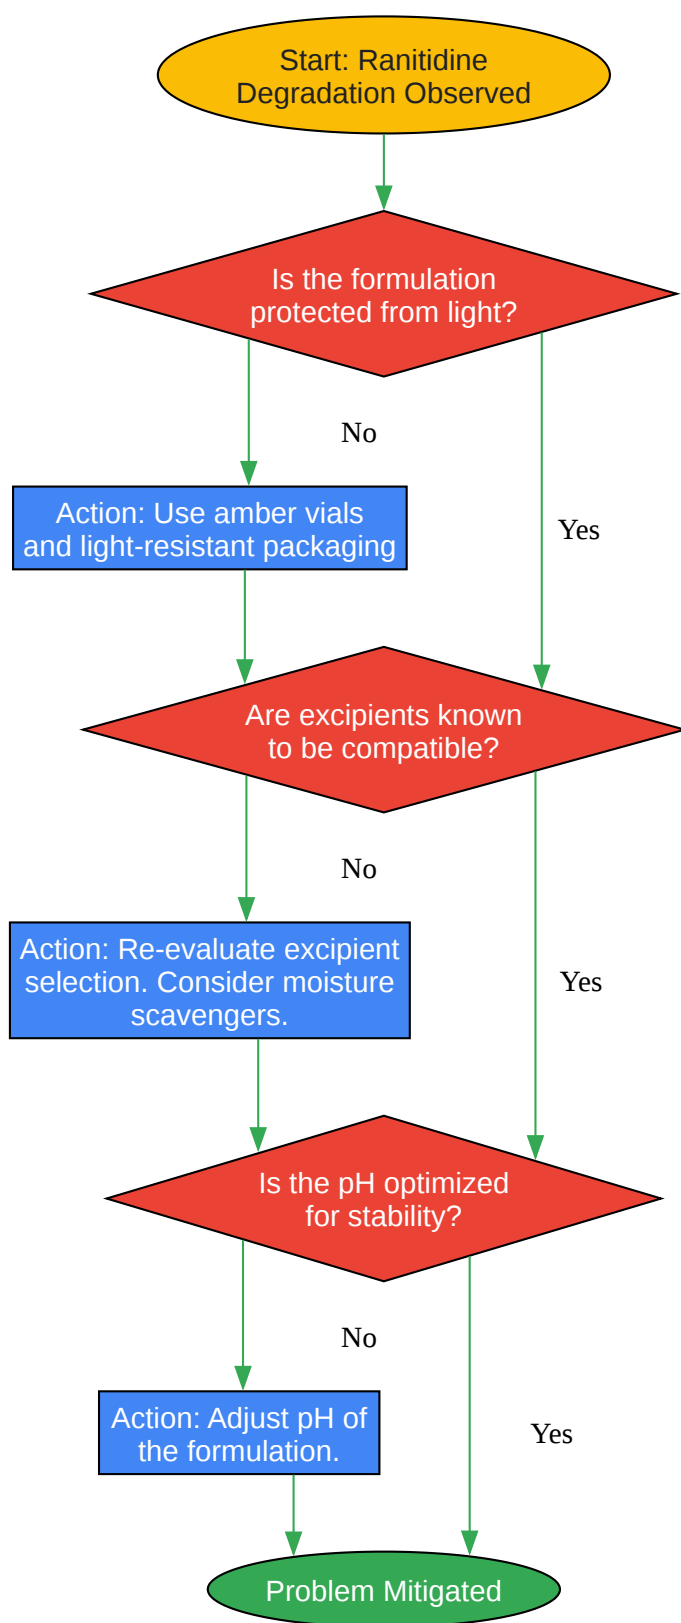 Start: Ranitidine
Degradation Observed
Is the formulation
protected from light?
No
Yes
Action: Use amber vials
and light-resistant packaging
Are excipients known
to be compatible?
No
Yes
Action: Re-evaluate excipient
selection. Consider moisture
scavengers.
Is the pH optimized
for stability?
No
Yes
Action: Adjust pH of
the formulation.
Problem Mitigated